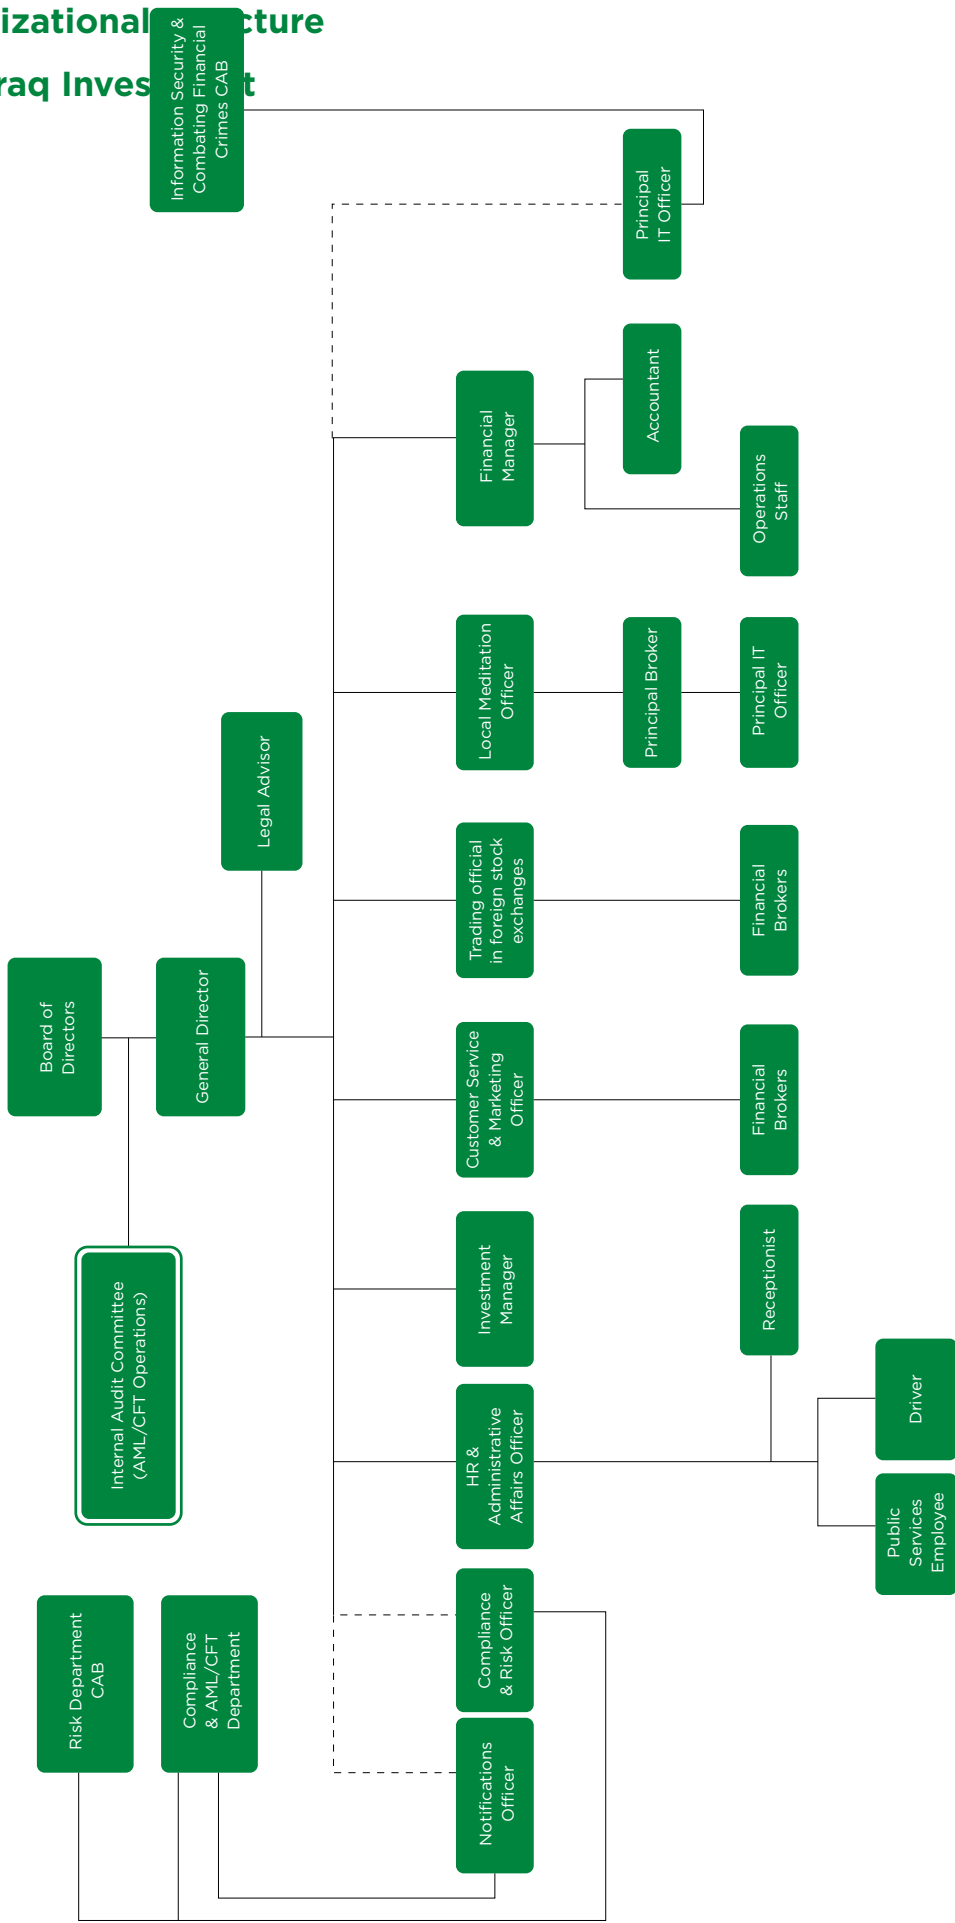 izational
cture
raq Inves
t
Information Security &
Combating Financial
Crimes CAB
Principal
IT Officer
Financial
Manager
Accountant
Operations
Staff
Local Meditation
Officer
Principal Broker
Principal IT
Officer
Legal Advisor
Trading official
in foreign stock
exchanges
Financial
Brokers
Board of
Directors
General Director
Customer Service
& Marketing
Officer
Financial
Brokers
Internal Audit Committee
(AML/CFT Operations)
Investment
Manager
Receptionist
HR &
Administrative
Affairs Officer
Driver
Public
Services
Employee
Risk Department
CAB
Compliance
& AML/CFT
Department
Compliance
& Risk Officer
Notifications
Officer